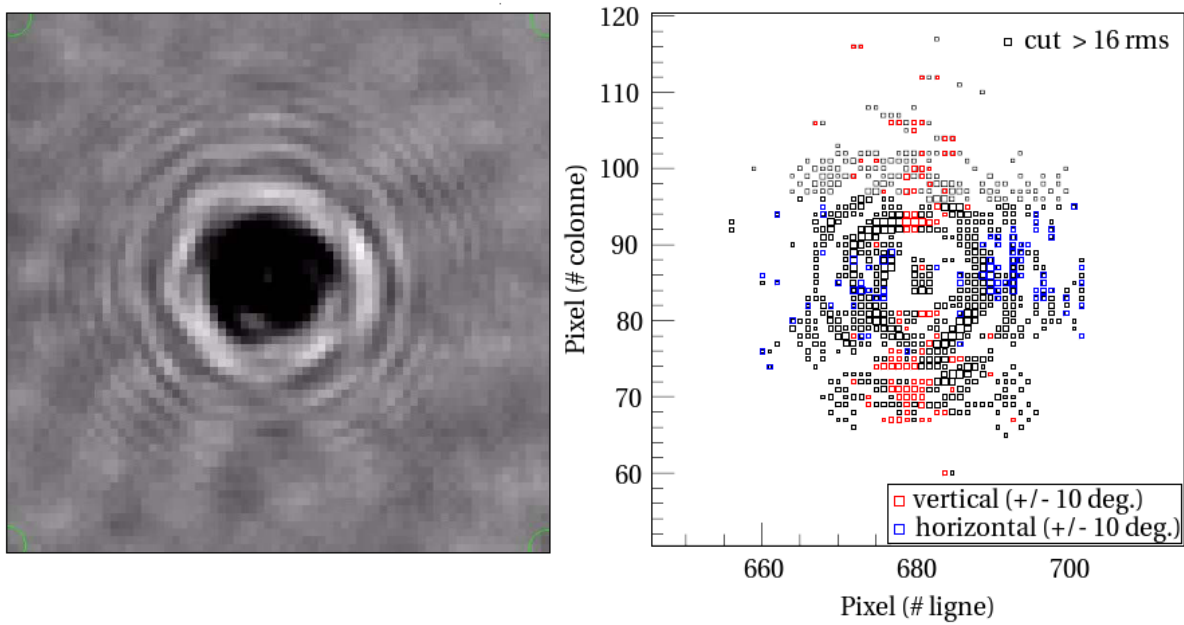 120
110
100
90
80
70
60
Pixel (# colonne)
cut > 16 rms
vertical (+/- 10 deg.)
horizontal (+/- 10 deg.)
660
680
700
Pixel (# ligne)